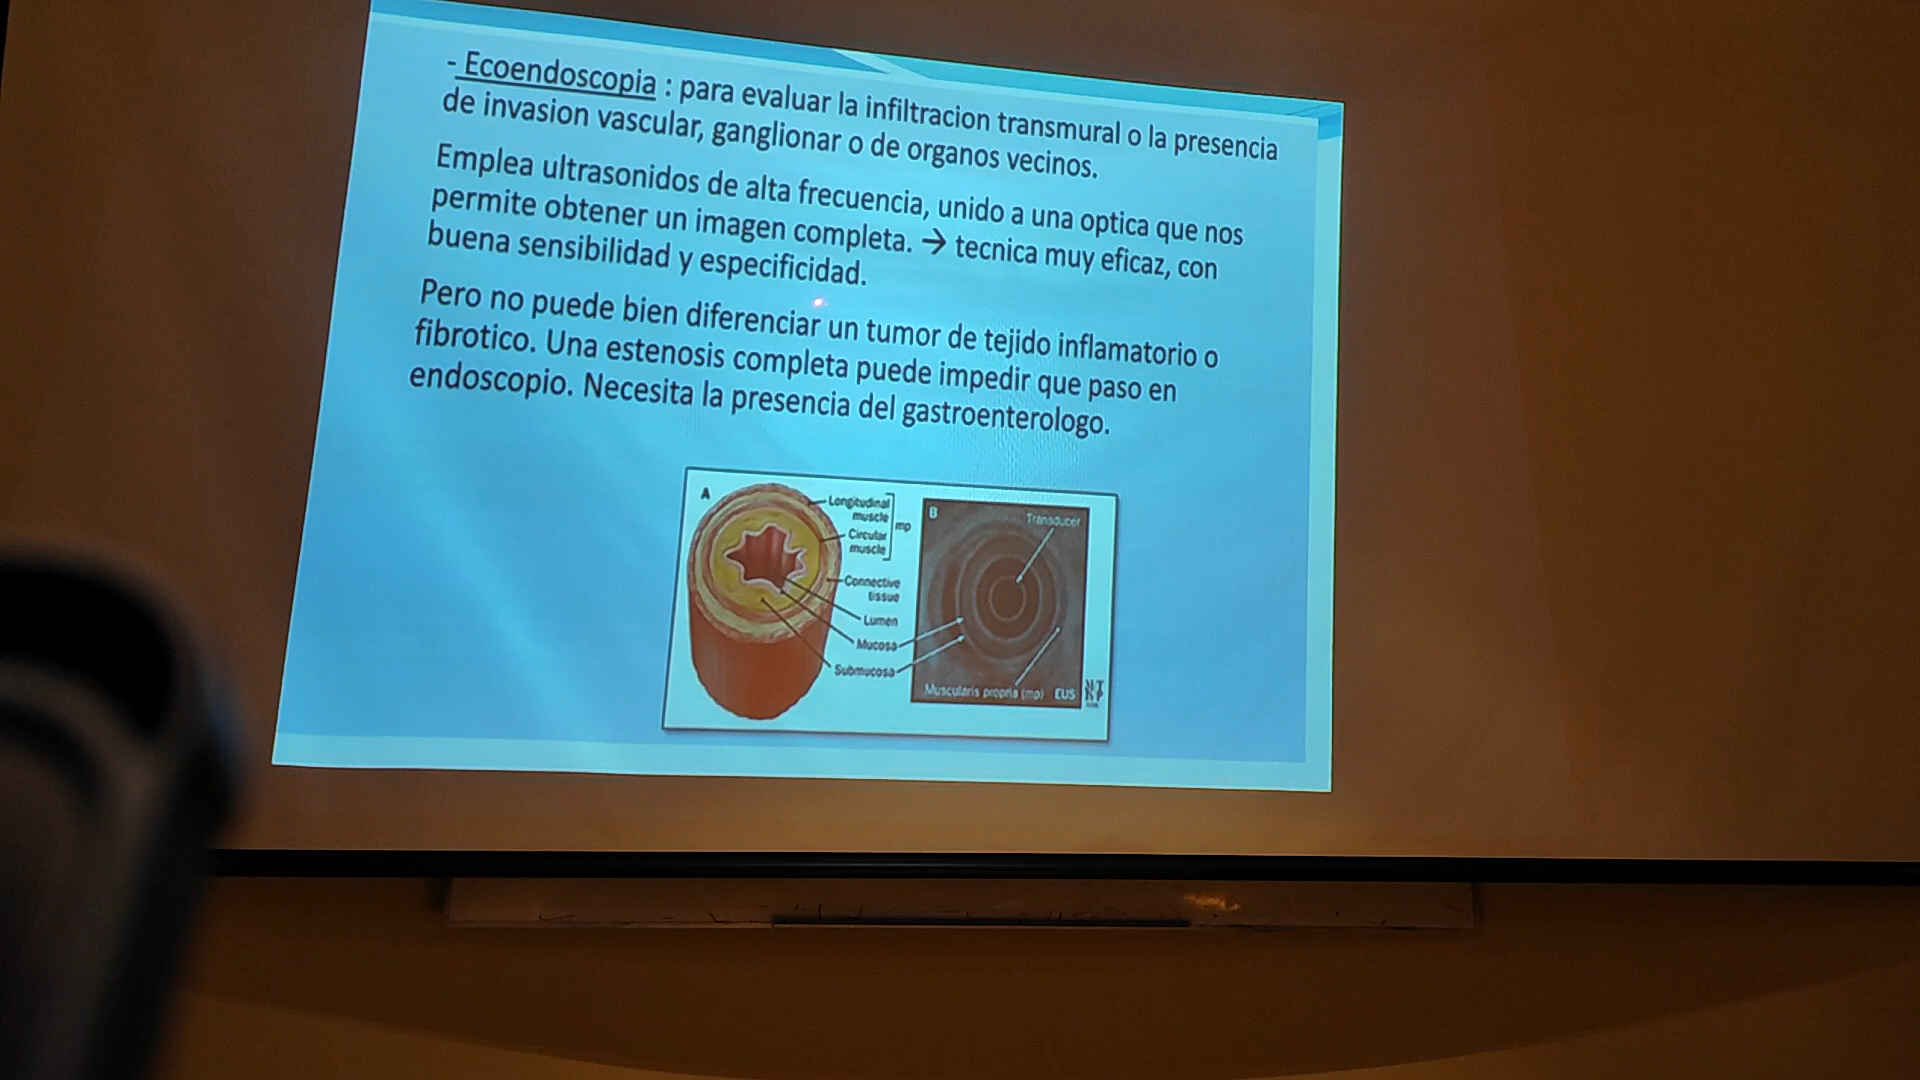 - Ecoendoscopia : para evaluar la infiltracion transmural o la presencia
de invasion vascular, ganglionar o de organos vecinos.
Emplea ultrasonidos de alta frecuencia, unido a una optica que nos
permite obtener un imagen completa. → tecnica muy eficaz, con
buena sensibilidad y especificidad.
Pero no puede bien diferenciar un tumor de tejido inflamatorio o
fibrotico. Una estenosis completa puede impedir que paso en
endoscopio. Necesita la presencia del gastroenterologo.
A
Longitudinal
muscle
mp
Circular
muscle
Connective
tissue
Lumen
Mucosa
Submucosa
B
Transducer
Muscularis propria (mp) EUS